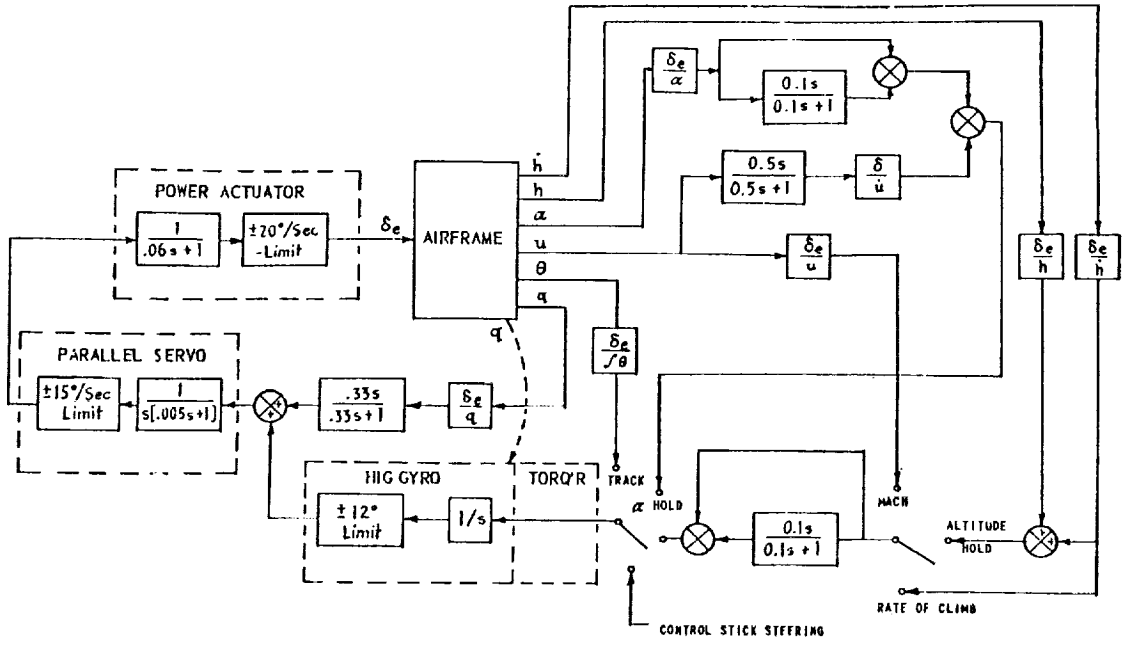 ḣ
h
α
u
θ
q
q
δe
α
0.1s
0.1s+1
0.5s
0.5s+1
δ
u̇
δe
u
δe
h
δe
ḣ
POWER ACTUATOR
1
.06s+1
±20°/Sec
-Limit
δe
AIRFRAME
PARALLEL SERVO
±15°/Sec
Limit
1
s[.005s+1]
+
+
.33s
.33s+1
δe
q
δe
∫θ
HIG GYRO
TORQ'R
±12°
Limit
1/s
TRACK
α HOLD
0.1s
0.1s+1
MACH
ALTITUDE
HOLD
+
+
RATE OF CLIMB
CONTROL STICK STEERING